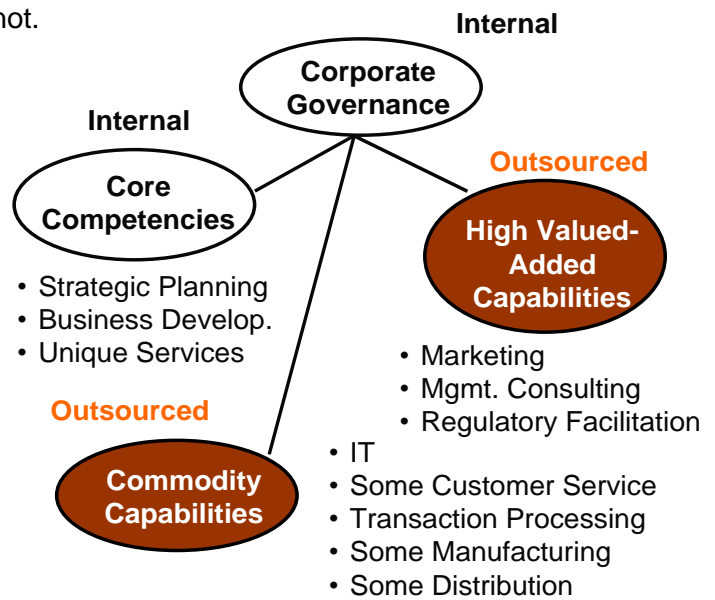 not.
Internal
Corporate
Governance
Internal
Core
Competencies
• Strategic Planning
• Business Develop.
• Unique Services
Outsourced
High Valued-
Added
Capabilities
• Marketing
• Mgmt. Consulting
• Regulatory Facilitation
Outsourced
Commodity
Capabilities
• IT
• Some Customer Service
• Transaction Processing
• Some Manufacturing
• Some Distribution